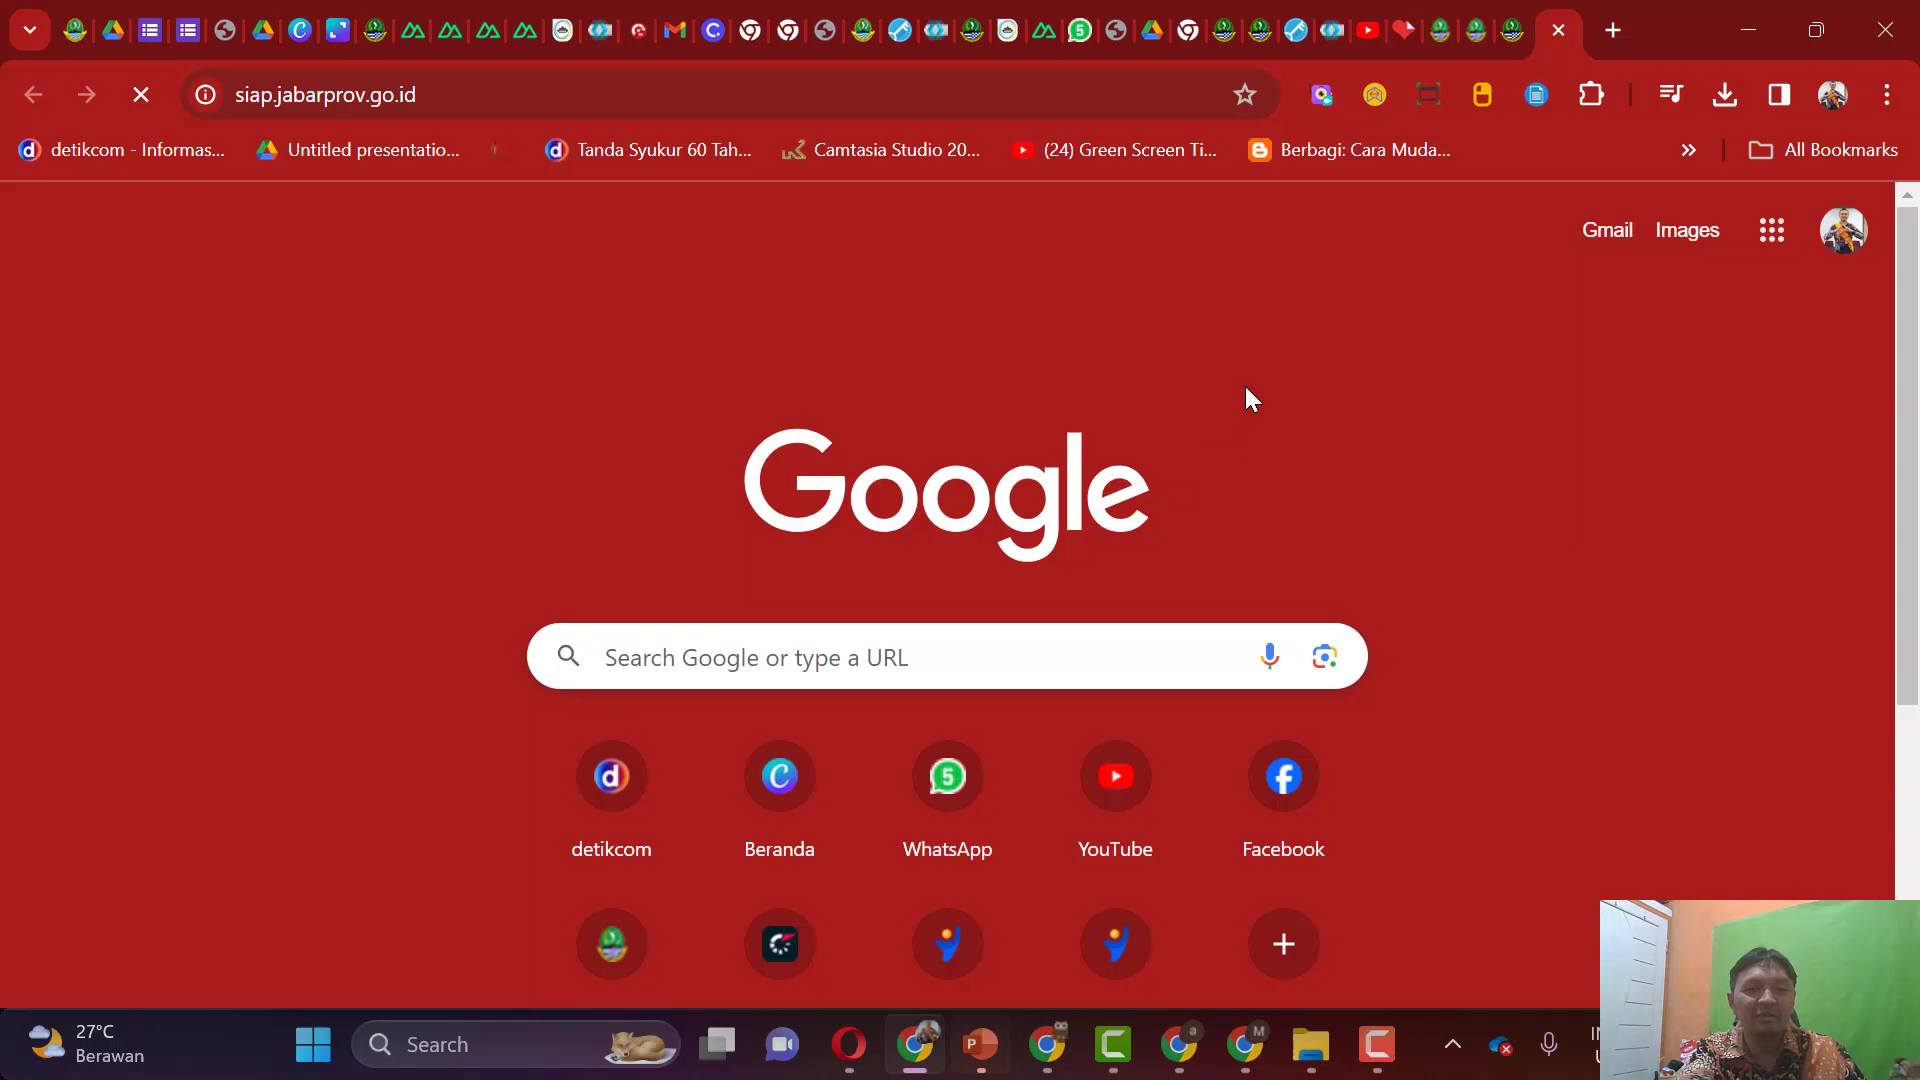 siap.jabarprov.go.id
detikcom - Informas...
Untitled presentatio...
Tanda Syukur 60 Tah...
Camtasia Studio 20...
(24) Green Screen Ti...
Berbagi: Cara Muda...
All Bookmarks
Gmail
Images
Google
Search Google or type a URL
detikcom
Beranda
WhatsApp
YouTube
Facebook
27°C
Berawan
Search